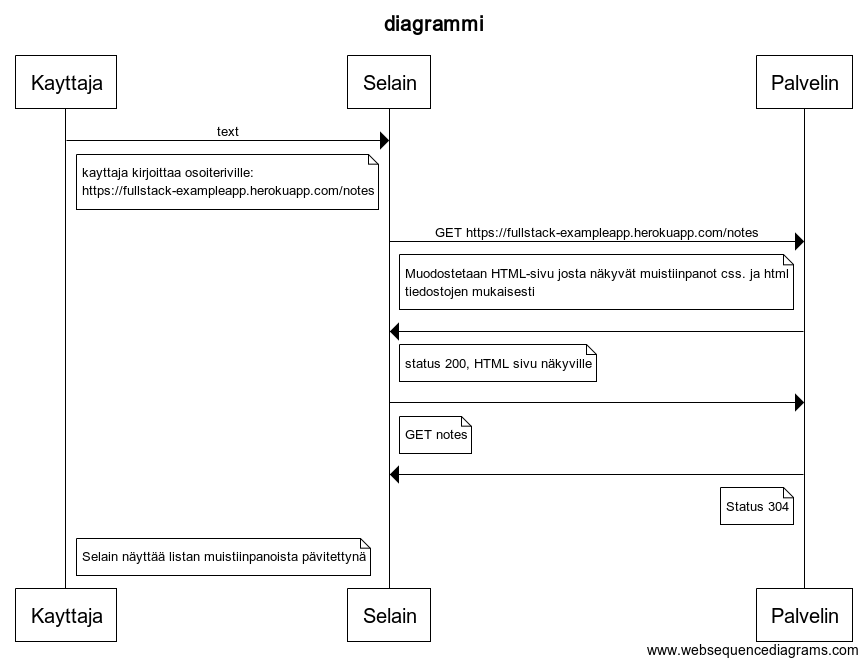 diagrammi
Kayttaja
Selain
Palvelin
text
kayttaja kirjoittaa osoiteriville:
https://fullstack-exampleapp.herokuapp.com/notes
GET https://fullstack-exampleapp.herokuapp.com/notes
Muodostetaan HTML-sivu josta näkyvät muistiinpanot css. ja html
tiedostojen mukaisesti
status 200, HTML sivu näkyville
GET notes
Status 304
Selain näyttää listan muistiinpanoista pävitettynä
Kayttaja
Selain
Palvelin
www.websequencediagrams.com